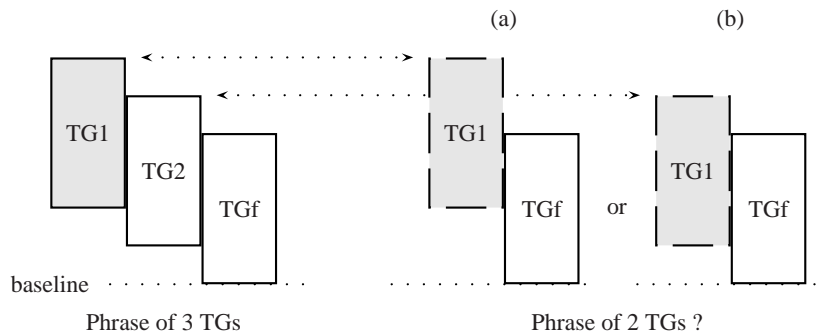 (a) (b)
TG1 TG1
TG2 TG1
TGf TGf or TGf
baseline
Phrase of 3 TGs Phrase of 2 TGs ?